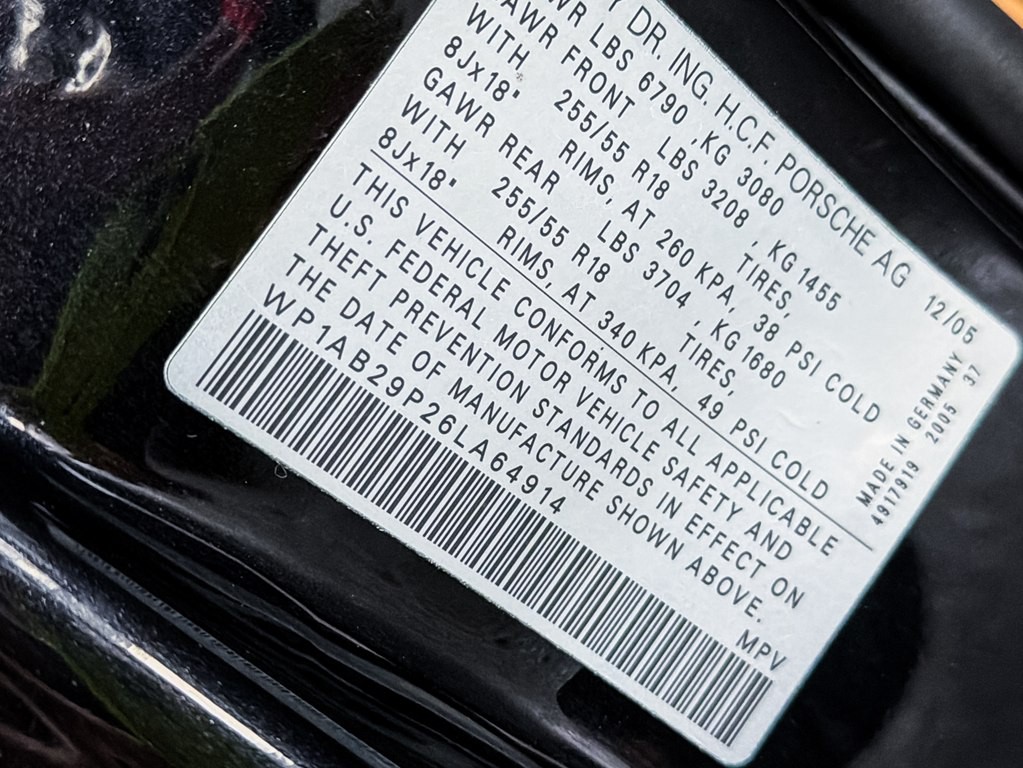 Y DR. ING. H.C.F. PORSCHE AG 12/05
WR LBS 6790 ,KG 3080
AWR FRONT LBS 3208 , KG 1455
WITH 255/55 R18 TIRES,
8Jx18" RIMS, AT 260 KPA, 38 PSI COLD
GAWR REAR LBS 3704 , KG 1680
WITH 255/55 R18 TIRES,
8Jx18" RIMS, AT 340 KPA, 49 PSI COLD
THIS VEHICLE CONFORMS TO ALL APPLICABLE
U.S. FEDERAL MOTOR VEHICLE SAFETY AND
THEFT PREVENTION STANDARDS IN EFFECT ON
THE DATE OF MANUFACTURE SHOWN ABOVE.
WP1AB29P26LA64914 MPV
MADE IN GERMANY
4917919 2005 37